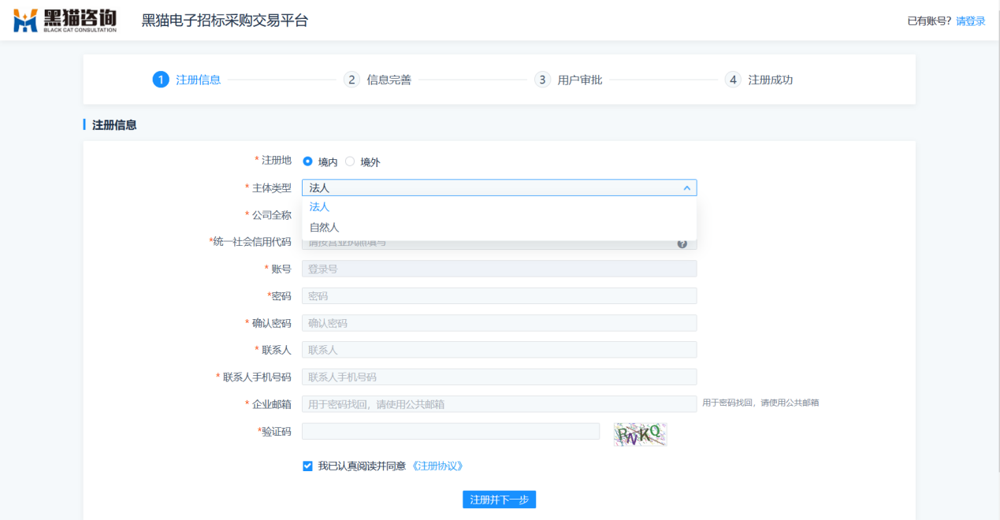 黑猫咨询
BLACK CAT CONSULTATION
黑猫电子招标采购交易平台
已有账号? 请登录
1 注册信息
2 信息完善
3 用户审批
4 注册成功
注册信息
* 注册地 境内 境外
* 主体类型 法人
法人
* 公司全称
自然人
*统一社会信用代码 请按营业执照填写 ?
* 账号 登录号
*密码 密码
* 确认密码 确认密码
* 联系人 联系人
* 联系人手机号码 联系人手机号码
* 企业邮箱 用于密码找回，请使用公共邮箱 用于密码找回，请使用公共邮箱
*验证码 RWKQ
我已认真阅读并同意《注册协议》
注册并下一步